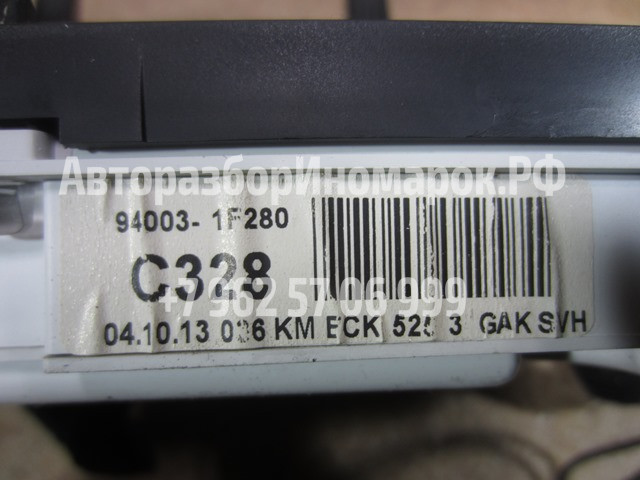 АвторазборИномарок.РФ
94003- 1F280
C328
+7 962 57 06 999
04.10.13 036 KM ECK 528 3 GAK SVH